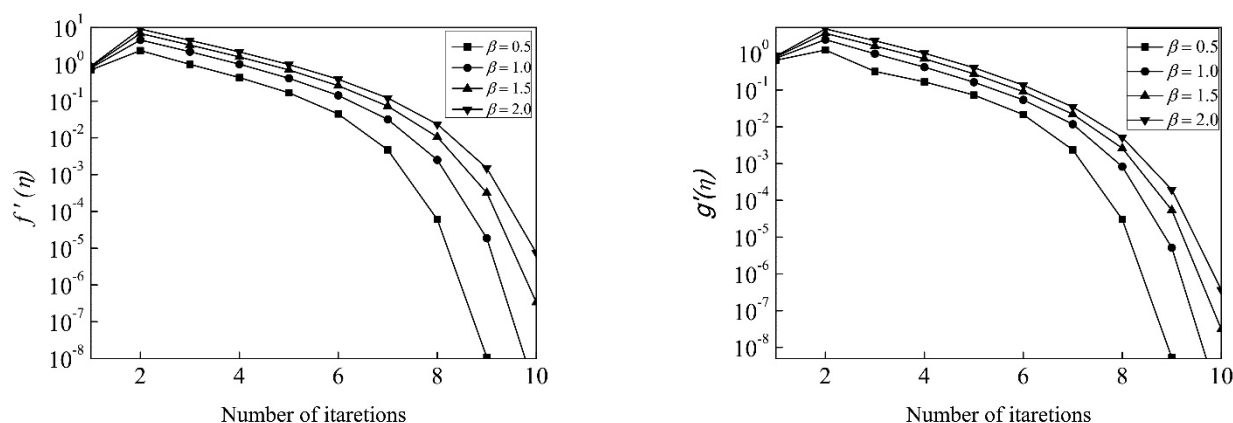 10^1
10^0
10^-1
10^-2
10^-3
10^-4
10^-5
10^-6
10^-7
10^-8
f ' (η)
β = 0.5
β = 1.0
β = 1.5
β = 2.0
2 4 6 8 10
Number of itaretions
10^0
10^-1
10^-2
10^-3
10^-4
10^-5
10^-6
10^-7
10^-8
g'(η)
β = 0.5
β = 1.0
β = 1.5
β = 2.0
2 4 6 8 10
Number of itaretions